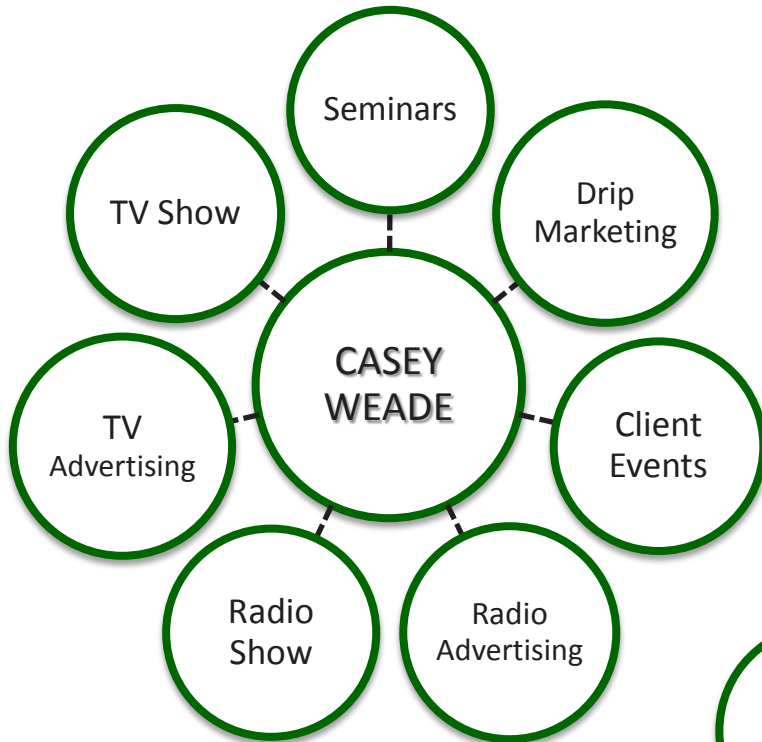 Seminars
Drip
Marketing
Client
Events
Radio
Advertising
Radio
Show
TV
Advertising
TV Show
CASEY
WEADE